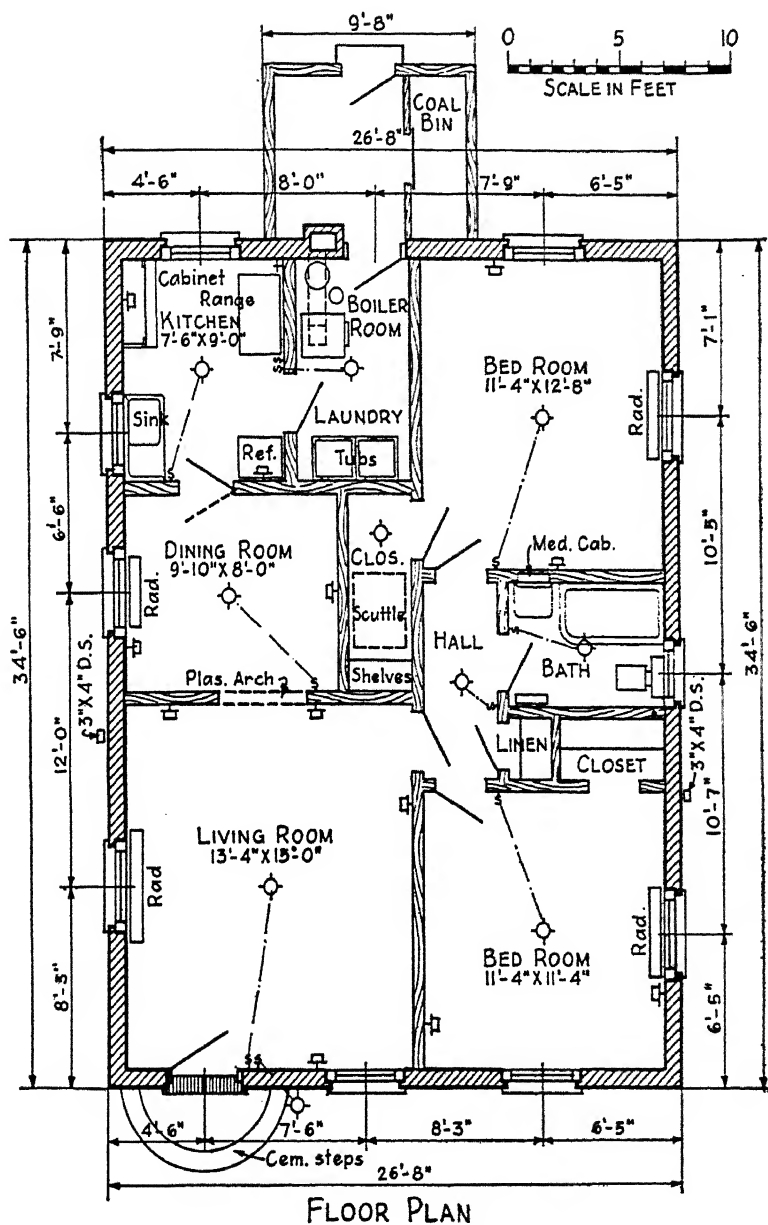 9'-8"
0 5 10
SCALE IN FEET
COAL
BIN
26'-8"
4'-6" 8'-0" 7'-9" 6'-5"
Cabinet
Range
KITCHEN
7'-6"X9'-0"
BOILER
ROOM
7'-9"
7'-1"
BED ROOM
11'-4"X12'-8"
Rad.
Sink
SS
LAUNDRY
Ref.
Tubs
S
6'-6"
10'-5"
DINING ROOM
9'-10"X8'-0"
Rad.
CLOS.
Scuttle
Shelves
S
Med. Cab.
S
HALL
BATH
S
34'-6"
34'-6"
Plas. Arch
S
3"X4" D.S.
3"X4" D.S.
12'-0"
LINEN
CLOSET
10'-7"
S
LIVING ROOM
13'-4"X15'-0"
Rad
BED ROOM
11'-4"X11'-4"
Rad.
8'-3"
6'-5"
SS
4'-6" 7'-6" 8'-3" 6'-5"
Cem. steps
26'-8"
FLOOR PLAN